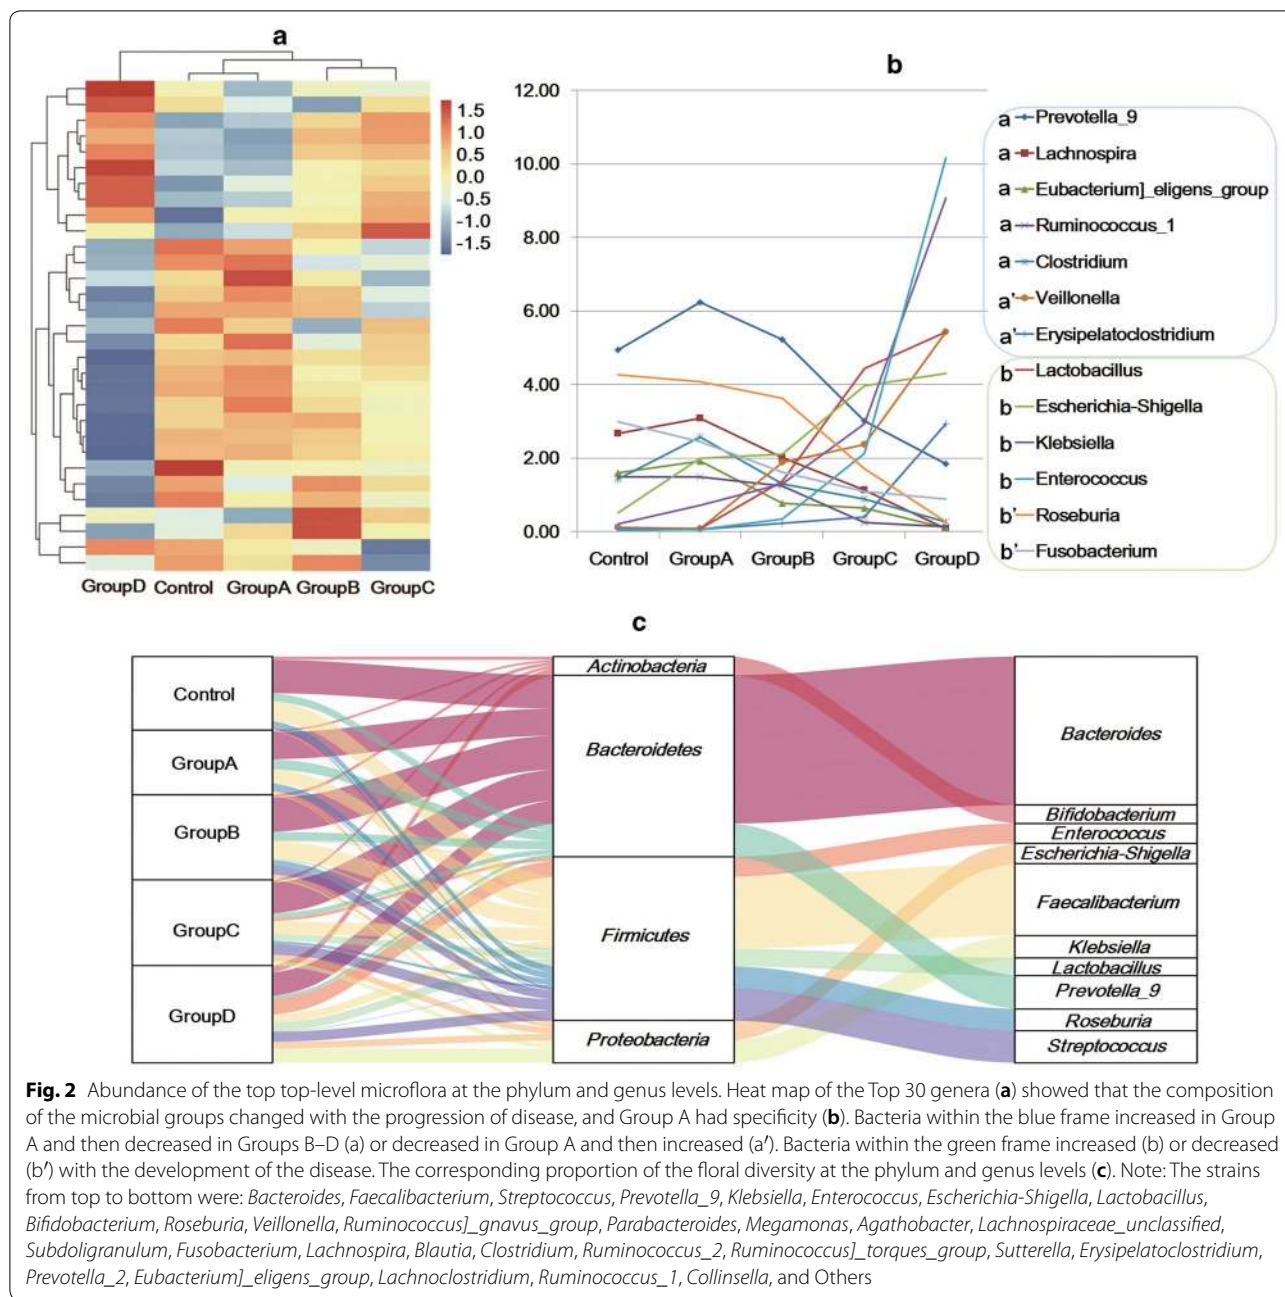 a
1.5
1.0
0.5
0.0
-0.5
-1.0
-1.5
GroupD Control GroupA GroupB GroupC
b
12.00
10.00
8.00
6.00
4.00
2.00
0.00
Control GroupA GroupB GroupC GroupD
a Prevotella_9
a Lachnospira
a Eubacterium]_eligens_group
a Ruminococcus_1
a Clostridium
a' Veillonella
a' Erysipelatoclostridium
b Lactobacillus
b Escherichia-Shigella
b Klebsiella
b Enterococcus
b' Roseburia
b' Fusobacterium
c
Control
GroupA
GroupB
GroupC
GroupD
Actinobacteria
Bacteroidetes
Firmicutes
Proteobacteria
Bacteroides
Bifidobacterium
Enterococcus
Escherichia-Shigella
Faecalibacterium
Klebsiella
Lactobacillus
Prevotella_9
Roseburia
Streptococcus
Fig. 2 Abundance of the top top-level microflora at the phylum and genus levels. Heat map of the Top 30 genera (a) showed that the composition
of the microbial groups changed with the progression of disease, and Group A had specificity (b). Bacteria within the blue frame increased in Group
A and then decreased in Groups B–D (a) or decreased in Group A and then increased (a′). Bacteria within the green frame increased (b) or decreased
(b′) with the development of the disease. The corresponding proportion of the floral diversity at the phylum and genus levels (c). Note: The strains
from top to bottom were: Bacteroides, Faecalibacterium, Streptococcus, Prevotella_9, Klebsiella, Enterococcus, Escherichia-Shigella, Lactobacillus,
Bifidobacterium, Roseburia, Veillonella, Ruminococcus]_gnavus_group, Parabacteroides, Megamonas, Agathobacter, Lachnospiraceae_unclassified,
Subdoligranulum, Fusobacterium, Lachnospira, Blautia, Clostridium, Ruminococcus_2, Ruminococcus]_torques_group, Sutterella, Erysipelatoclostridium,
Prevotella_2, Eubacterium]_eligens_group, Lachnoclostridium, Ruminococcus_1, Collinsella, and Others